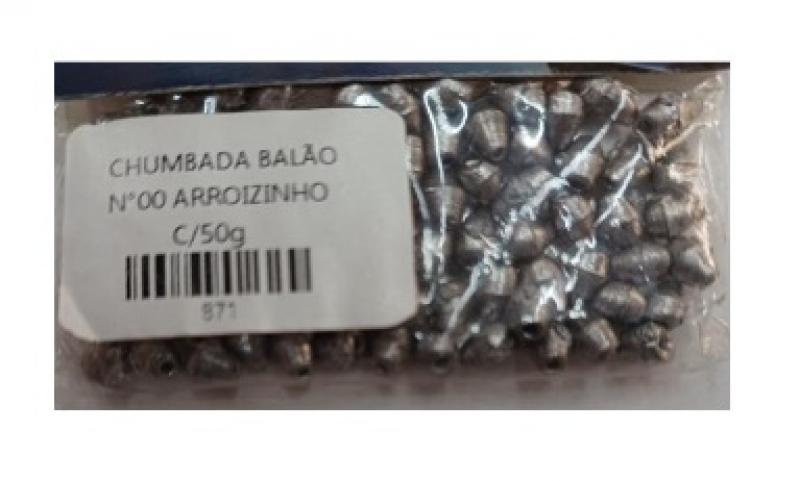 CHUMBADA BALÃO
N°00 ARROIZINHO
C/50g
871